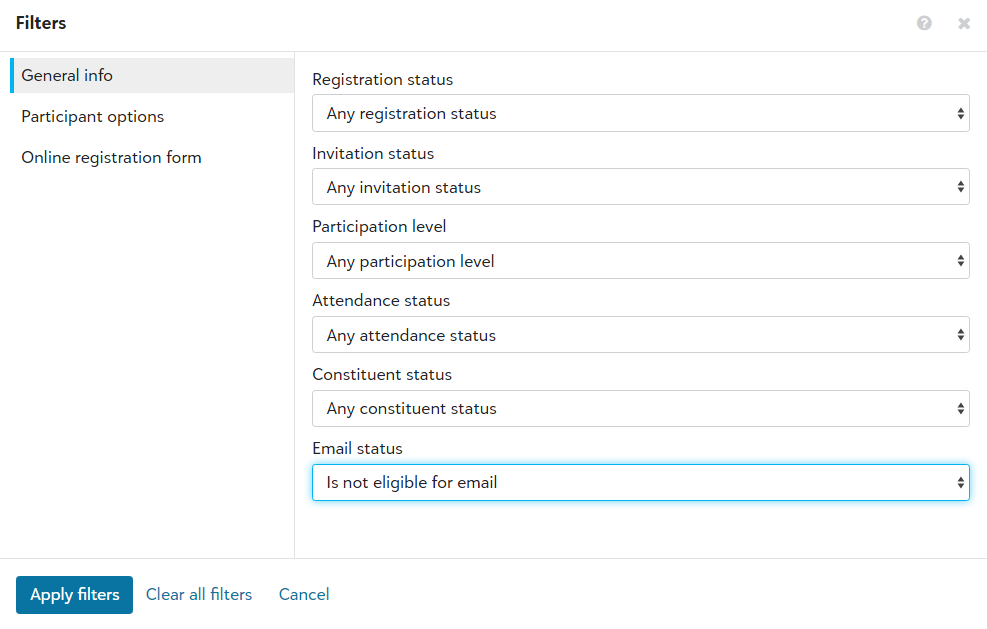 Filters
General info
Participant options
Online registration form
Registration status
Any registration status
Invitation status
Any invitation status
Participation level
Any participation level
Attendance status
Any attendance status
Constituent status
Any constituent status
Email status
Is not eligible for email
Apply filters
Clear all filters
Cancel